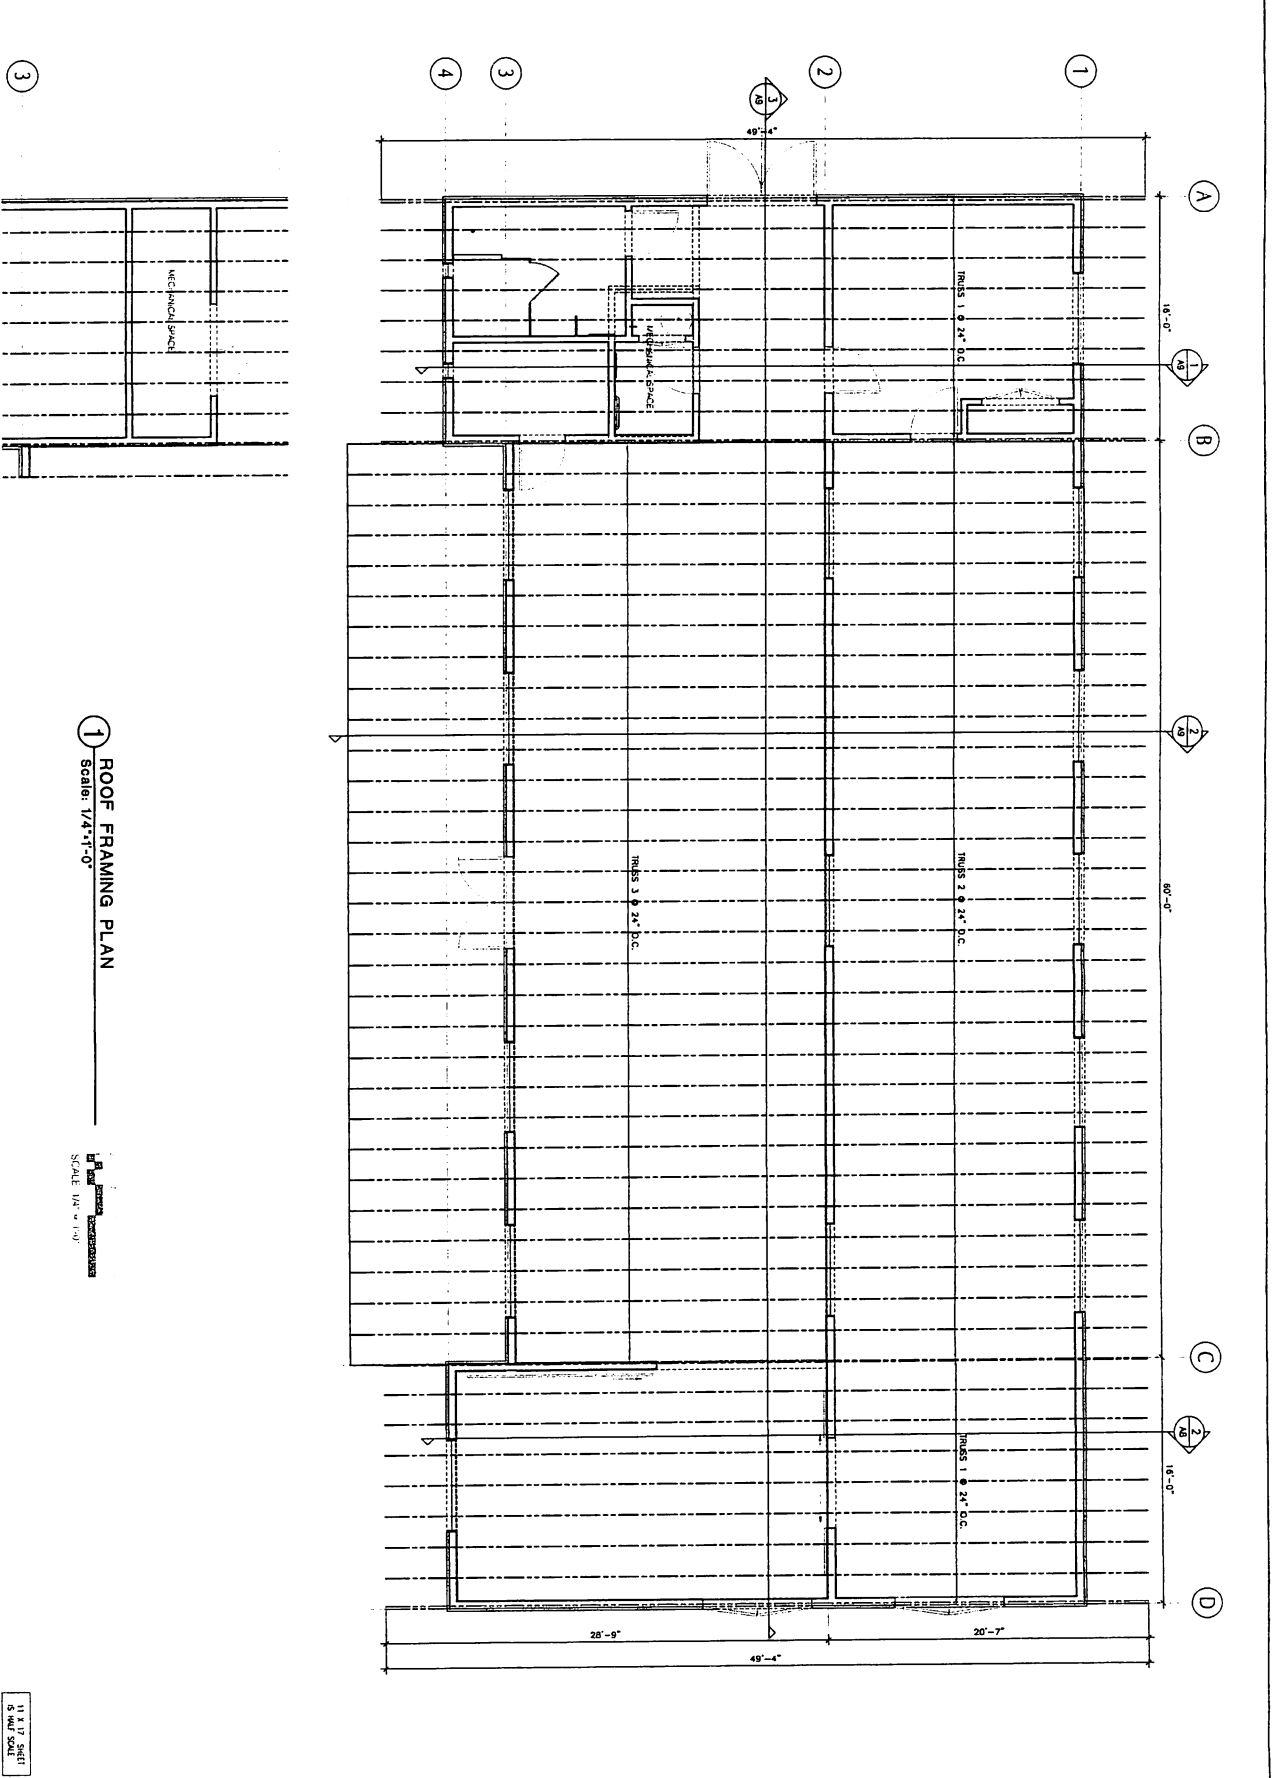 A
B
C
D
1
2
3
4
3
3
A9
49'-4"
16'-0"
1
A9
60'-0"
2
A9
16'-0"
2
A8
TRUSS 1 @ 24" O.C.
TRUSS 2 @ 24" O.C.
TRUSS 1 @ 24" O.C.
TRUSS 3 @ 24" O.C.
MECHANICAL SPACE
MECHANICAL SPACE
20'-7"
28'-9"
49'-4"
1
ROOF FRAMING PLAN
Scale: 1/4"=1'-0"
SCALE 1/4" = 1'-0"
11 X 17 SHEET
IS HALF SCALE